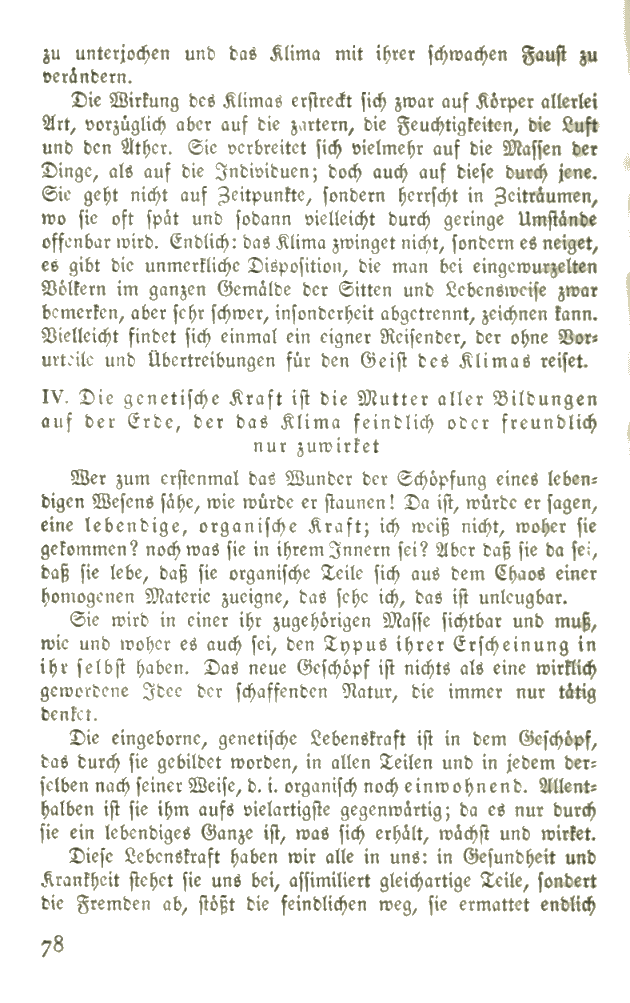 zu unterjochen und das Klima mit ihrer schwachen Faust zu
verändern.
Die Wirkung des Klimas erstreckt sich zwar auf Körper allerlei
Art, vorzüglich aber auf die zartern, die Feuchtigkeiten, die Luft
und den Äther. Sie verbreitet sich vielmehr auf die Massen der
Dinge, als auf die Individuen; doch auch auf diese durch jene.
Sie geht nicht auf Zeitpunkte, sondern herrscht in Zeiträumen,
wo sie oft spät und sodann vielleicht durch geringe Umstände
offenbar wird. Endlich: das Klima zwinget nicht, sondern es neiget,
es gibt die unmerkliche Disposition, die man bei eingewurzelten
Völkern im ganzen Gemälde der Sitten und Lebensweise zwar
bemerken, aber sehr schwer, insonderheit abgetrennt, zeichnen kann.
Vielleicht findet sich einmal ein eigner Reisender, der ohne Vor-
urteile und Übertreibungen für den Geist des Klimas reiset.
IV. Die genetische Kraft ist die Mutter aller Bildungen
auf der Erde, der das Klima feindlich oder freundlich
nur zuwirket
Wer zum erstenmal das Wunder der Schöpfung eines leben-
digen Wesens sähe, wie würde er staunen! Da ist, würde er sagen,
eine lebendige, organische Kraft; ich weiß nicht, woher sie
gekommen? noch was sie in ihrem Innern sei? Aber daß sie da sei,
daß sie lebe, daß sie organische Teile sich aus dem Chaos einer
homogenen Materie zueigne, das sehe ich, das ist unleugbar.
Sie wird in einer ihr zugehörigen Masse sichtbar und muß,
wie und woher es auch sei, den Typus ihrer Erscheinung in
ihr selbst haben. Das neue Geschöpf ist nichts als eine wirklich
gewordene Idee der schaffenden Natur, die immer nur tätig
denket.
Die eingeborne, genetische Lebenskraft ist in dem Geschöpf,
das durch sie gebildet worden, in allen Teilen und in jedem der-
selben nach seiner Weise, d. i. organisch noch einwohnend. Allent-
halben ist sie ihm aufs vielartigste gegenwärtig; da es nur durch
sie ein lebendiges Ganze ist, was sich erhält, wächst und wirket.
Diese Lebenskraft haben wir alle in uns: in Gesundheit und
Krankheit stehet sie uns bei, assimiliert gleichartige Teile, sondert
die Fremden ab, stößt die feindlichen weg, sie ermattet endlich
78